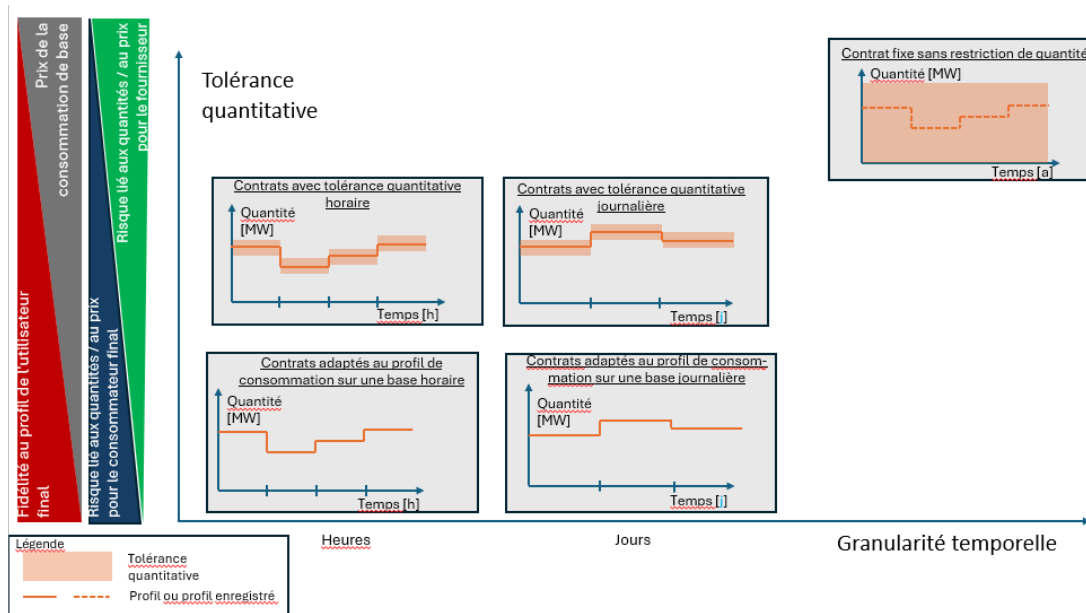 Fidélité au profil de l'utilisateur
final
Prix de la
consommation de base
Risque lié aux quantités / au prix
pour le consommateur final
Risque lié aux quantités / au prix
pour le fournisseur
Tolérance
quantitative
Contrat fixe sans restriction de quantité
Quantité [MW]
Temps [a]
Contrats avec tolérance quantitative
horaire
Quantité
[MW]
Temps [h]
Contrats avec tolérance quantitative
journalière
Quantité
[MW]
Temps [j]
Contrats adaptés au profil de
consommation sur une base horaire
Quantité
[MW]
Temps [h]
Contrats adaptés au profil de consom-
mation sur une base journalière
Quantité
[MW]
Temps [j]
Heures
Jours
Granularité temporelle
Légende
Tolérance
quantitative
Profil ou profil enregistré